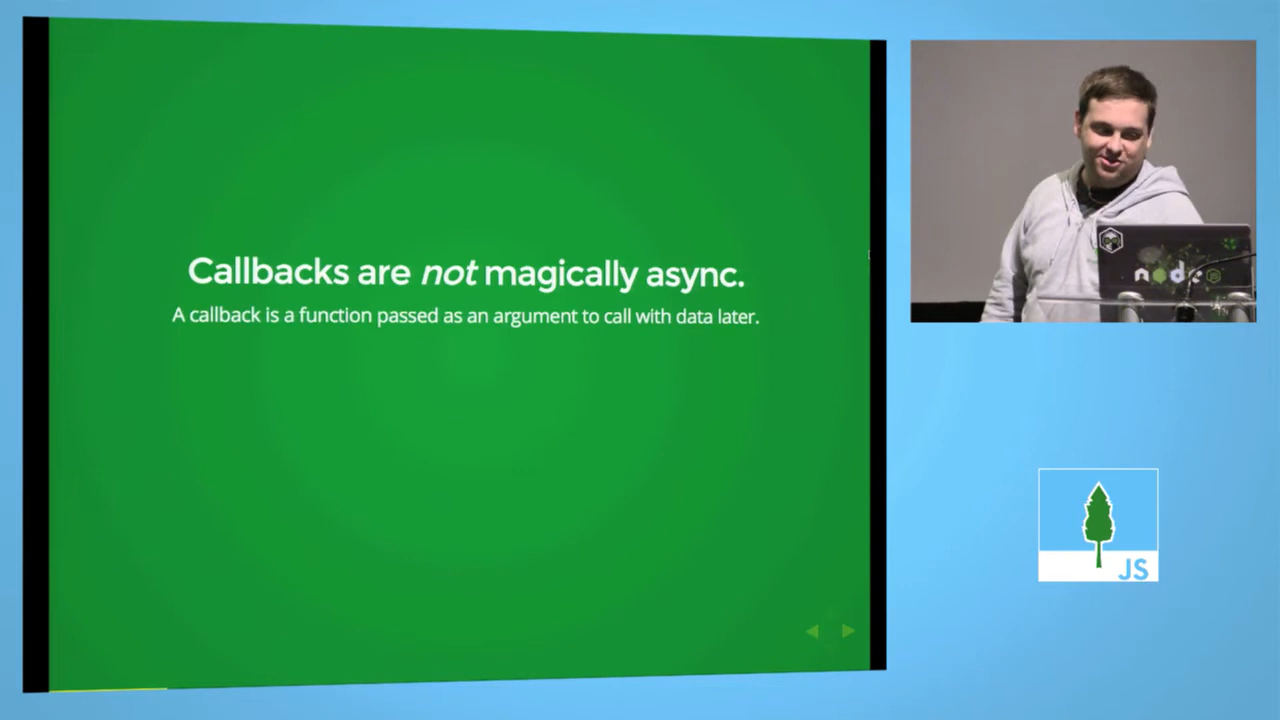 Callbacks are not magically async.
A callback is a function passed as an argument to call with data later.
node JS
JS